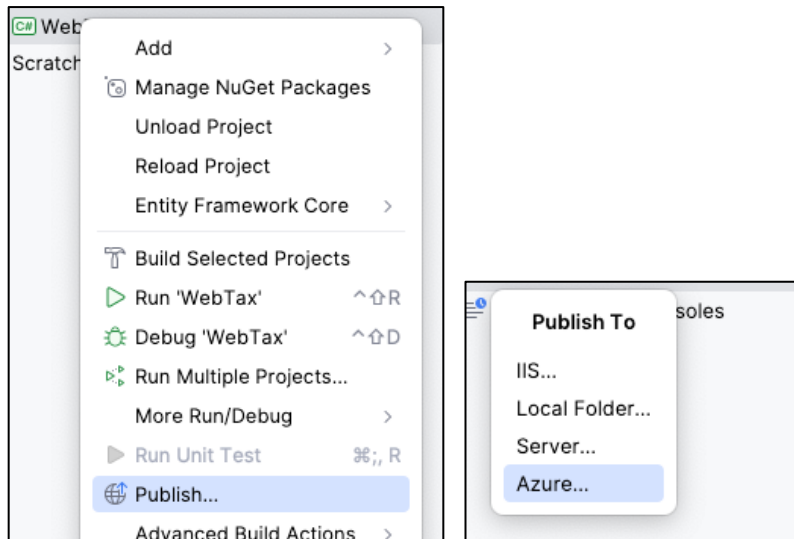 C# Web
Scratch
Add
Manage NuGet Packages
Unload Project
Reload Project
Entity Framework Core
Build Selected Projects
Run 'WebTax' ^⇧R
Debug 'WebTax' ^⇧D
Run Multiple Projects...
More Run/Debug
Run Unit Test ⌘;, R
Publish...
Advanced Build Actions
soles
Publish To
IIS...
Local Folder...
Server...
Azure...